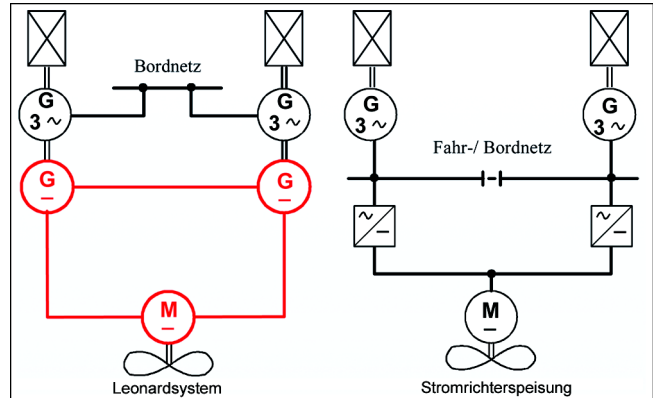 Bordnetz
G
3 ~
G
3 ~
G
3 ~
G
3 ~
Fahr-/ Bordnetz
G
–
G
–
~
–
~
–
M
–
M
–
Leonardsystem
Stromrichterspeisung